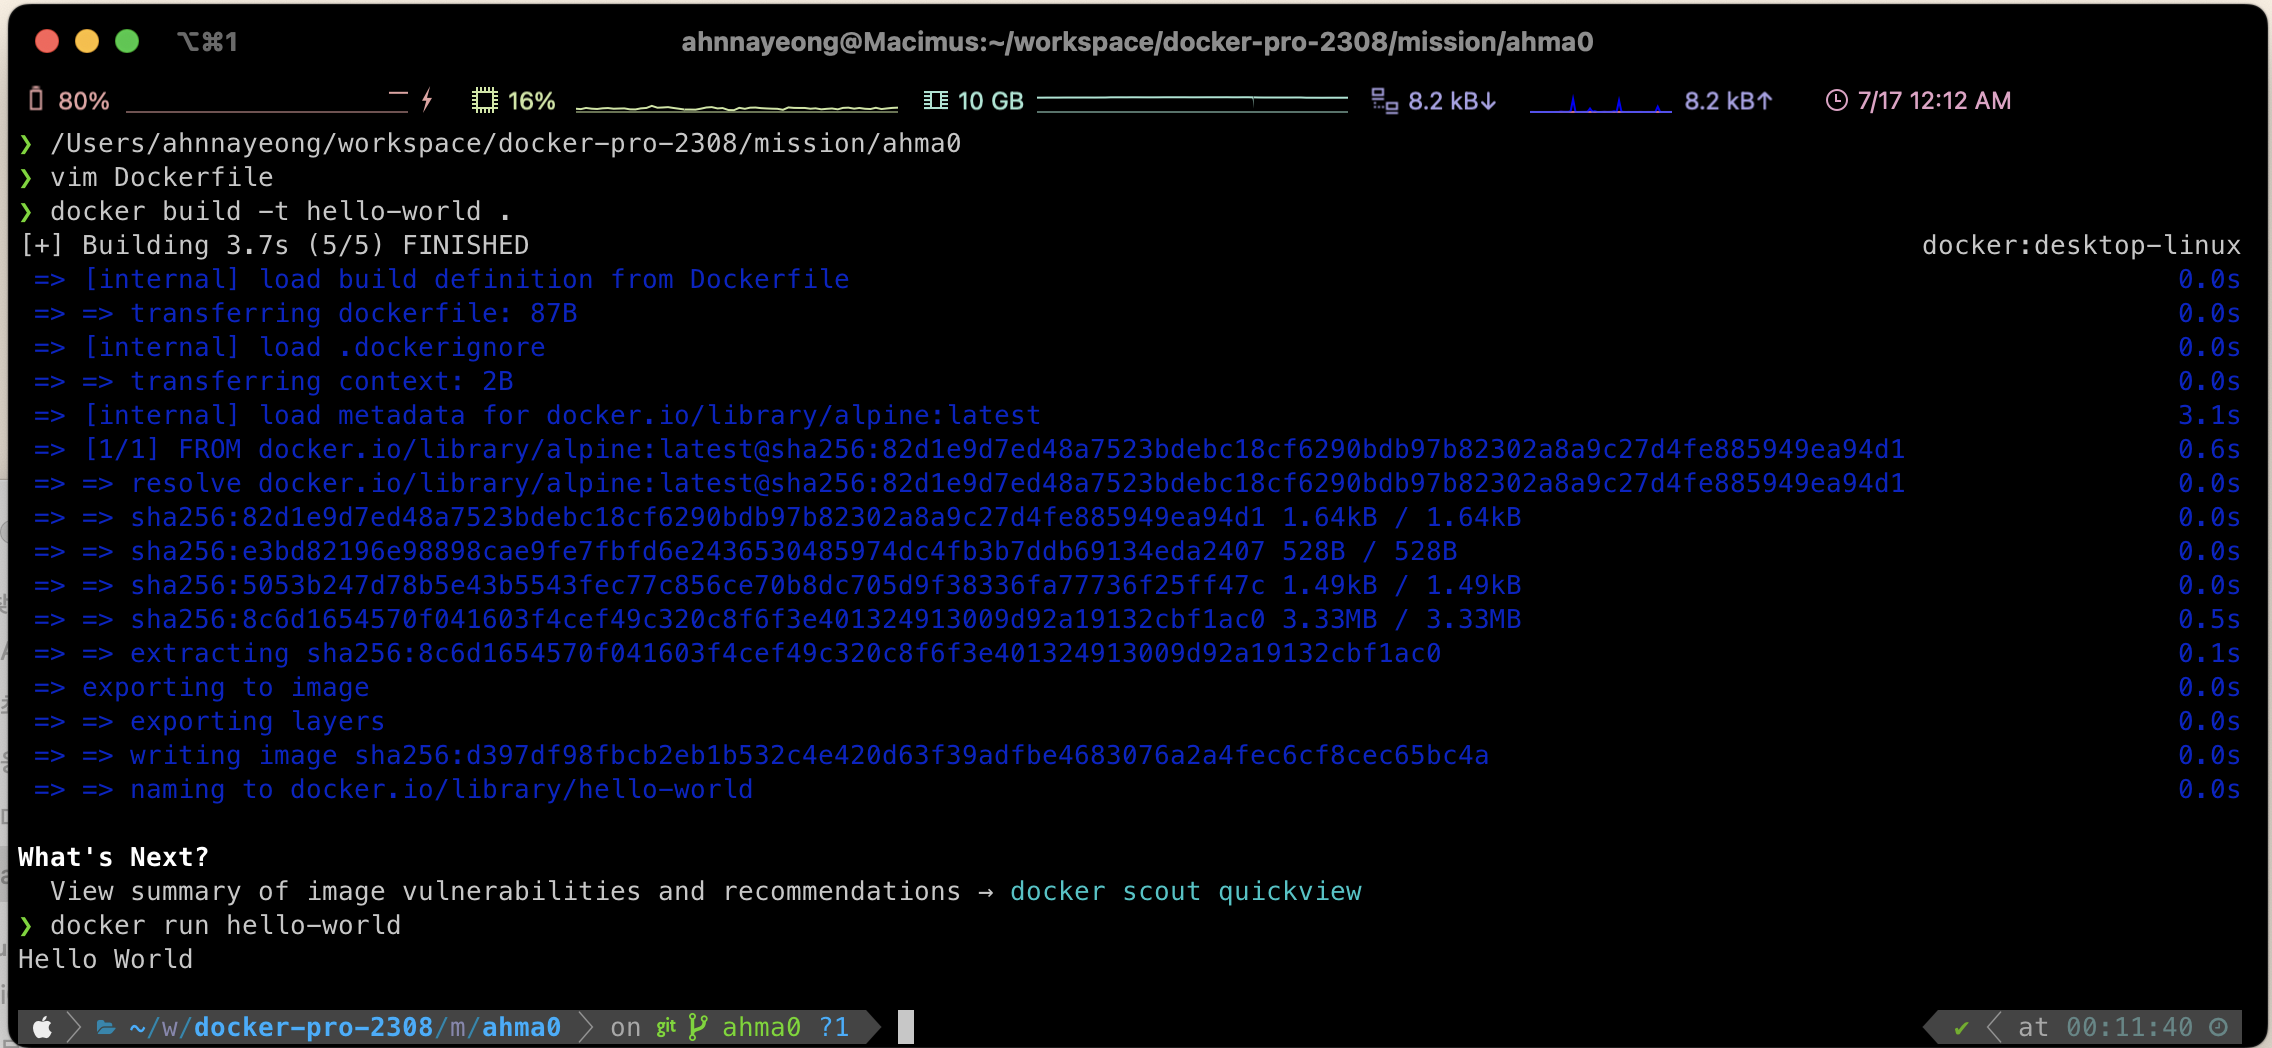 ⌥⌘1 ahnnayeong@Macimus:~/workspace/docker-pro-2308/mission/ahma0
80% 16% 10 GB 8.2 kB↓ 8.2 kB↑ 7/17 12:12 AM
❯ /Users/ahnnayeong/workspace/docker-pro-2308/mission/ahma0
❯ vim Dockerfile
❯ docker build -t hello-world .
[+] Building 3.7s (5/5) FINISHED docker:desktop-linux
=> [internal] load build definition from Dockerfile 0.0s
=> => transferring dockerfile: 87B 0.0s
=> [internal] load .dockerignore 0.0s
=> => transferring context: 2B 0.0s
=> [internal] load metadata for docker.io/library/alpine:latest 3.1s
=> [1/1] FROM docker.io/library/alpine:latest@sha256:82d1e9d7ed48a7523bdebc18cf6290bdb97b82302a8a9c27d4fe885949ea94d1 0.6s
=> => resolve docker.io/library/alpine:latest@sha256:82d1e9d7ed48a7523bdebc18cf6290bdb97b82302a8a9c27d4fe885949ea94d1 0.0s
=> => sha256:82d1e9d7ed48a7523bdebc18cf6290bdb97b82302a8a9c27d4fe885949ea94d1 1.64kB / 1.64kB 0.0s
=> => sha256:e3bd82196e98898cae9fe7fbfd6e2436530485974dc4fb3b7ddb69134eda2407 528B / 528B 0.0s
=> => sha256:5053b247d78b5e43b5543fec77c856ce70b8dc705d9f38336fa77736f25ff47c 1.49kB / 1.49kB 0.0s
=> => sha256:8c6d1654570f041603f4cef49c320c8f6f3e401324913009d92a19132cbf1ac0 3.33MB / 3.33MB 0.5s
=> => extracting sha256:8c6d1654570f041603f4cef49c320c8f6f3e401324913009d92a19132cbf1ac0 0.1s
=> exporting to image 0.0s
=> => exporting layers 0.0s
=> => writing image sha256:d397df98fbcb2eb1b532c4e420d63f39adfbe4683076a2a4fec6cf8cec65bc4a 0.0s
=> => naming to docker.io/library/hello-world 0.0s
What's Next?
View summary of image vulnerabilities and recommendations → docker scout quickview
❯ docker run hello-world
Hello World
~/w/docker-pro-2308/m/ahma0 on git ahma0 ?1 ✔ at 00:11:40